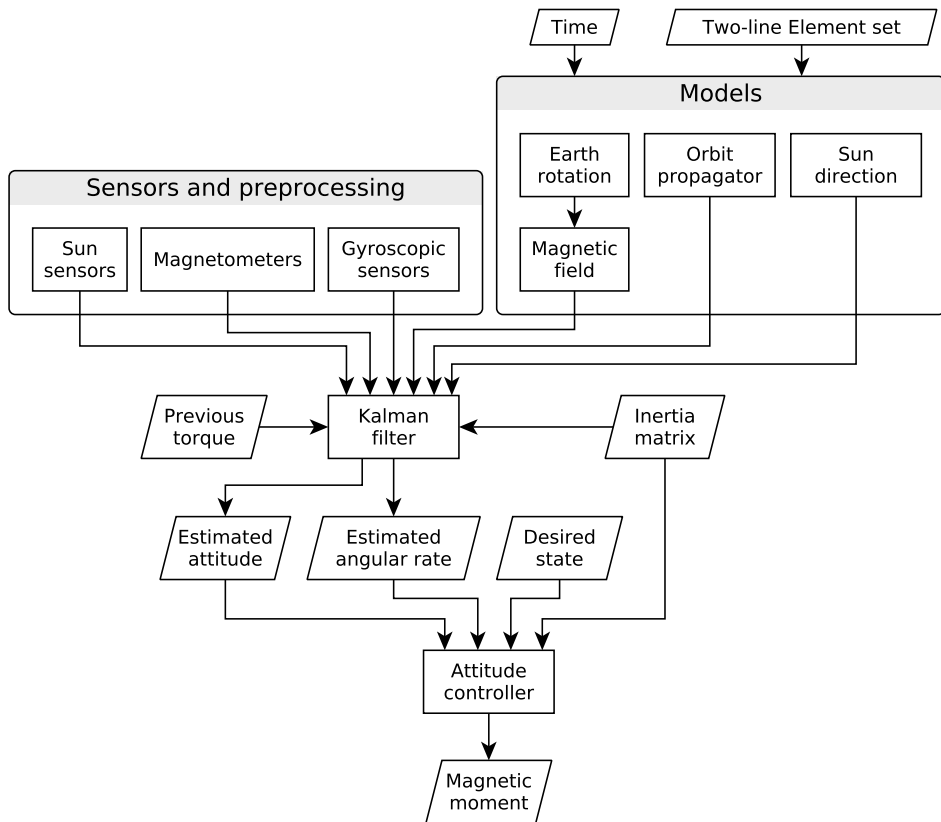 Time
Two-line Element set
Models
Earth
rotation
Orbit
propagator
Sun
direction
Sensors and preprocessing
Sun
sensors
Magnetometers
Gyroscopic
sensors
Magnetic
field
Previous
torque
Kalman
filter
Inertia
matrix
Estimated
attitude
Estimated
angular rate
Desired
state
Attitude
controller
Magnetic
moment